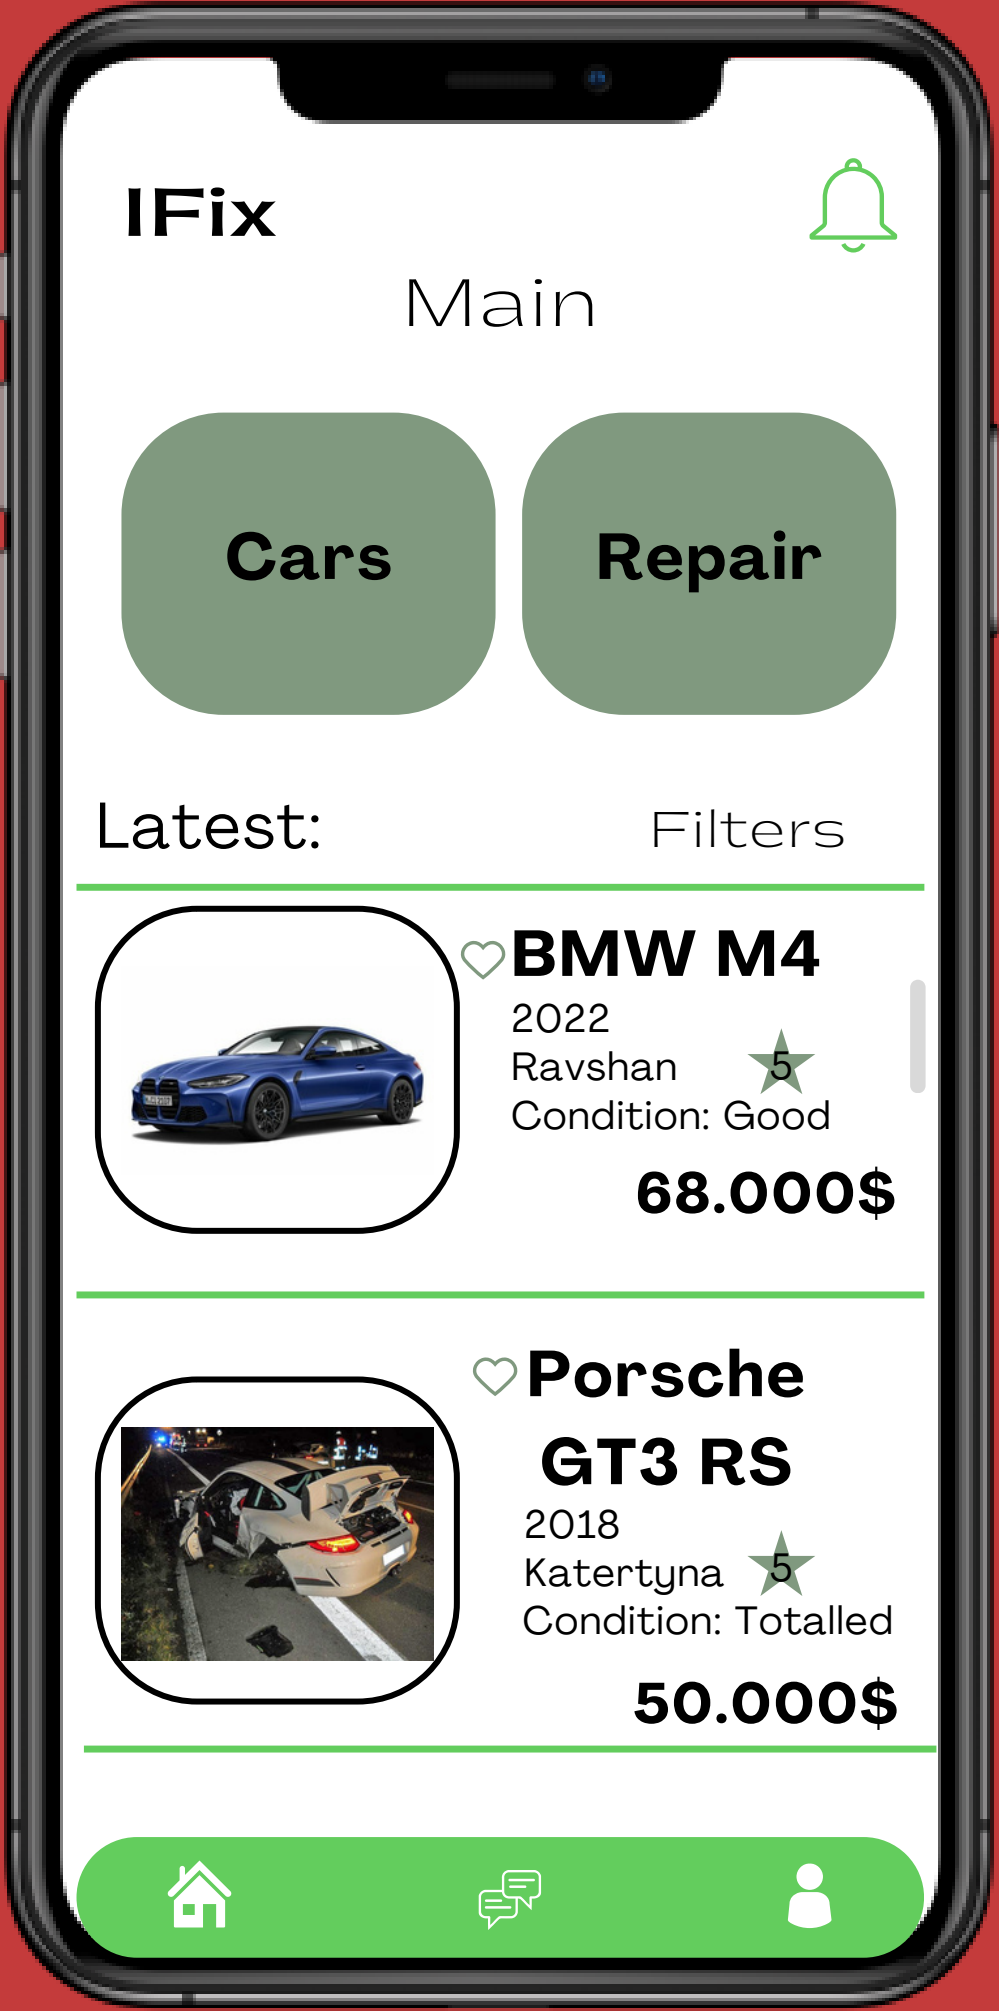 IFix
Main
Cars
Repair
Latest:
Filters
BMW M4
2022
Ravshan 5
Condition: Good
68.000$
Porsche
GT3 RS
2018
Katertyna 5
Condition: Totalled
50.000$